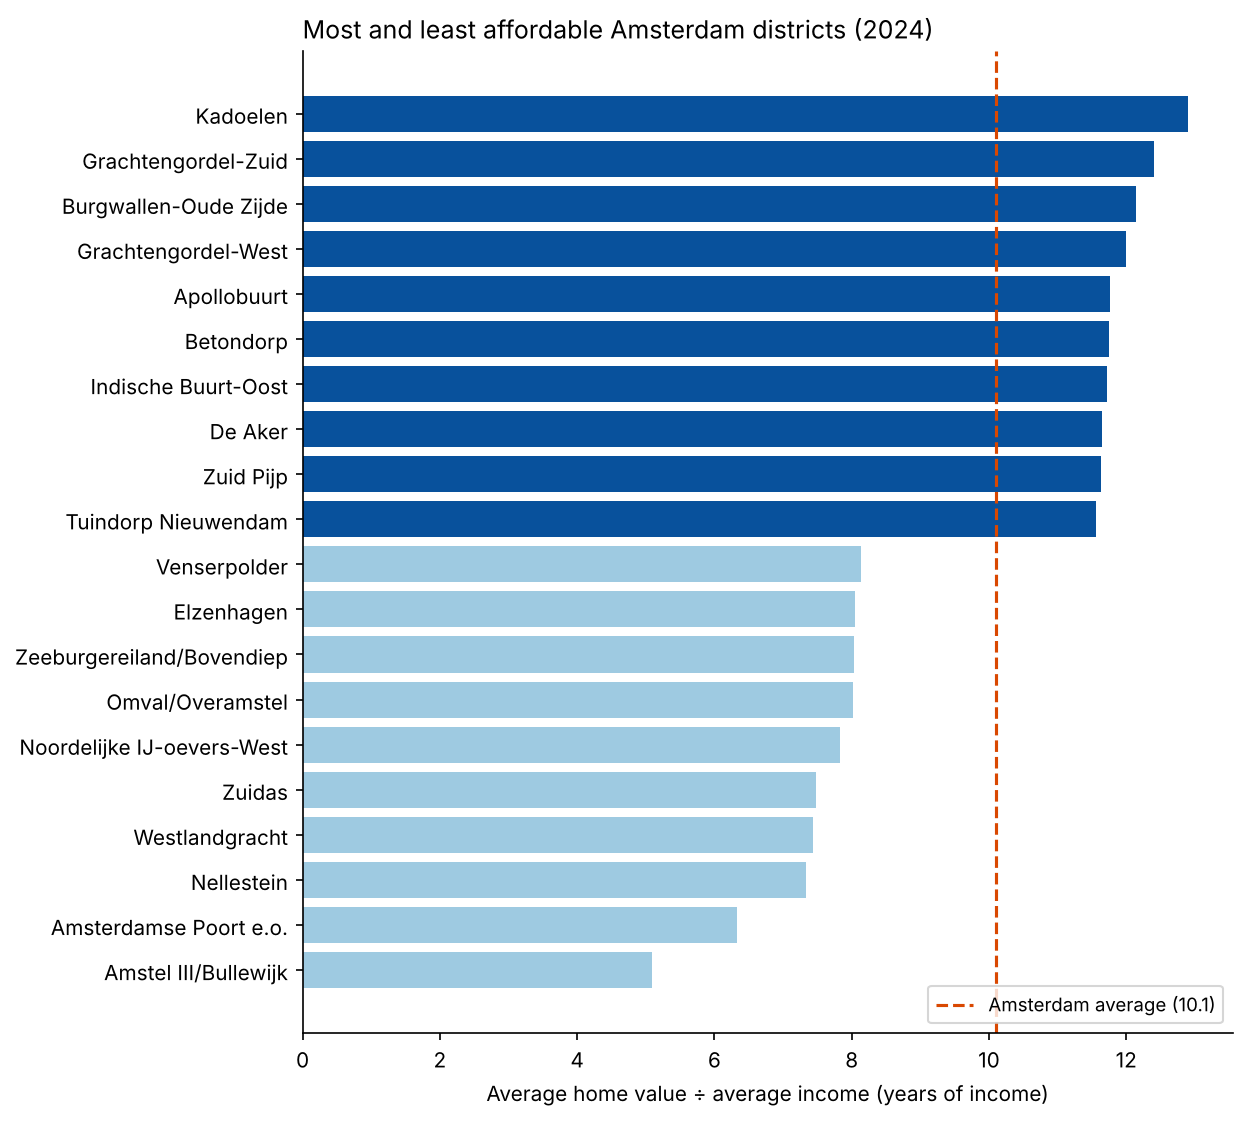 Most and least affordable Amsterdam districts (2024)
Kadoelen
Grachtengordel-Zuid
Burgwallen-Oude Zijde
Grachtengordel-West
Apollobuurt
Betondorp
Indische Buurt-Oost
De Aker
Zuid Pijp
Tuindorp Nieuwendam
Venserpolder
Elzenhagen
Zeeburgereiland/Bovendiep
Omval/Overamstel
Noordelijke IJ-oevers-West
Zuidas
Westlandgracht
Nellestein
Amsterdamse Poort e.o.
Amstel III/Bullewijk
Amsterdam average (10.1)
0 2 4 6 8 10 12
Average home value ÷ average income (years of income)